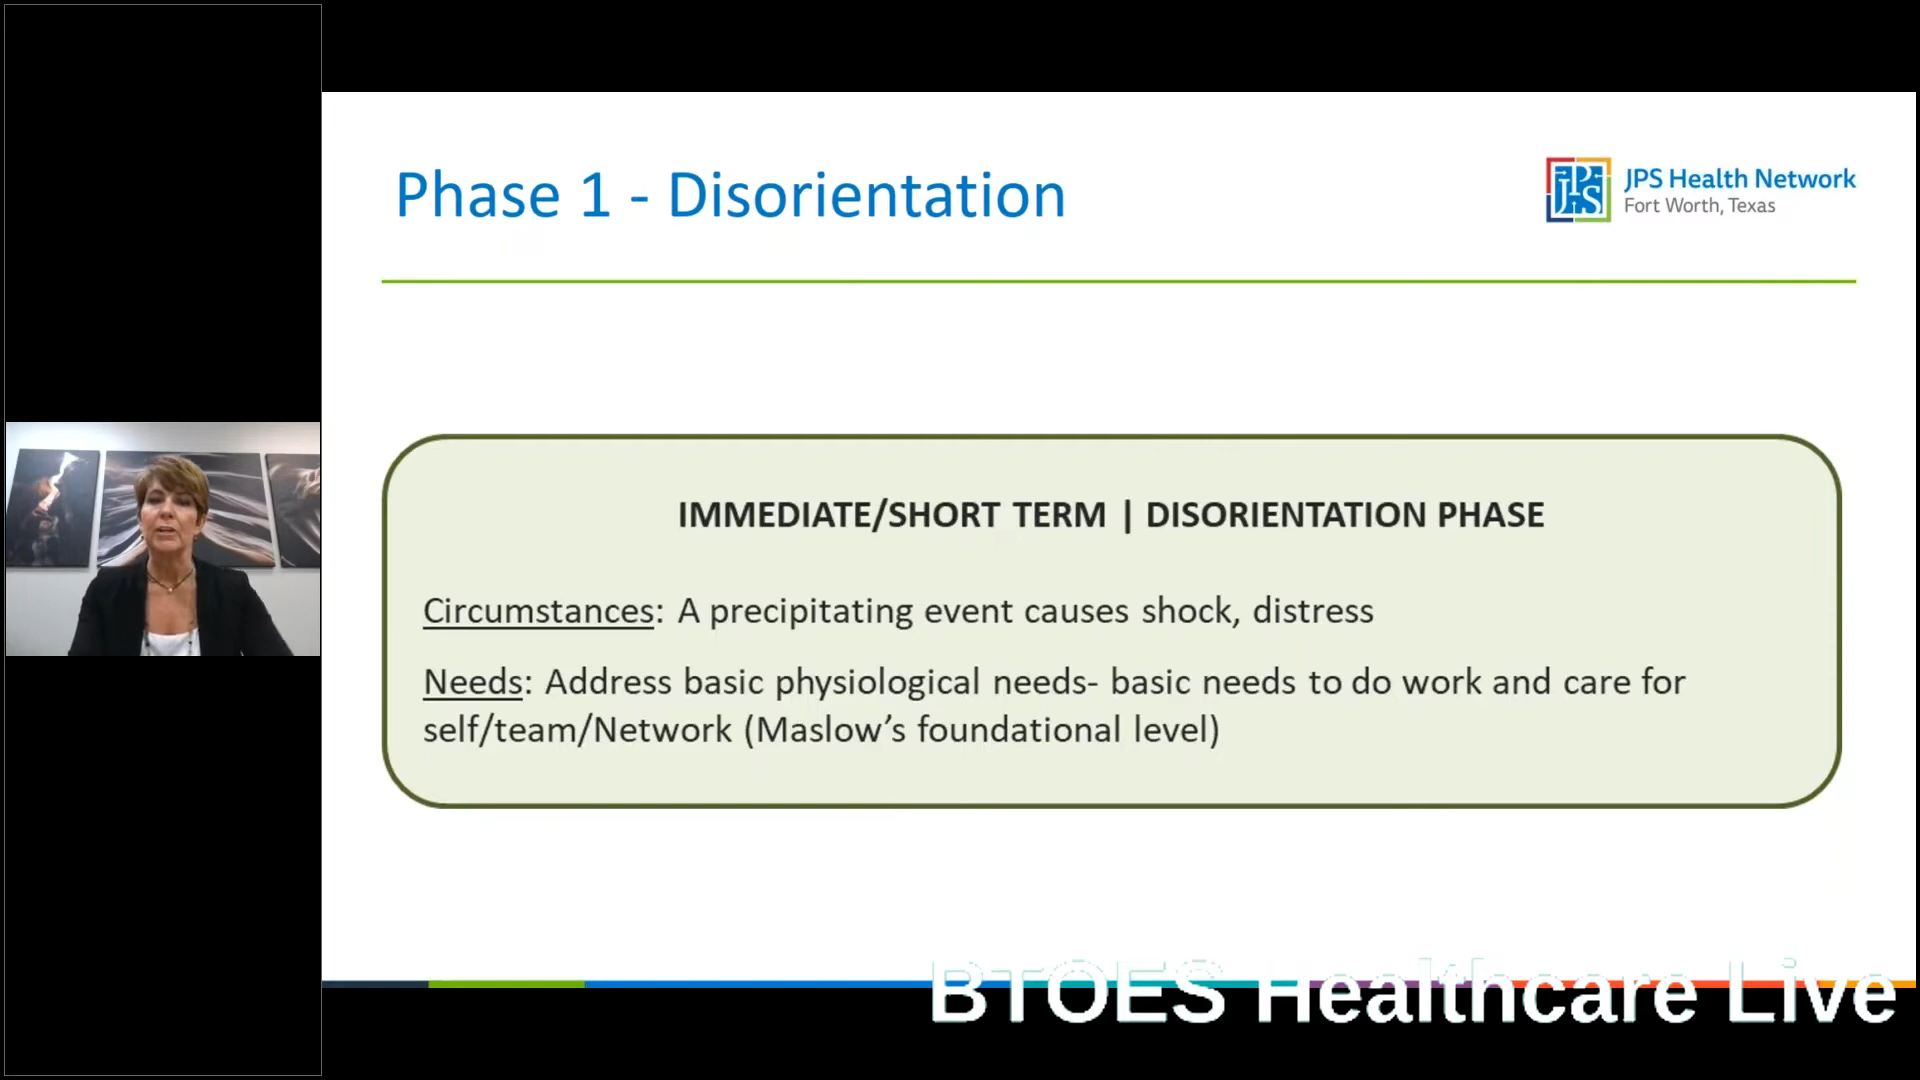 Phase 1 - Disorientation
JPS
JPS Health Network
Fort Worth, Texas
IMMEDIATE/SHORT TERM | DISORIENTATION PHASE
Circumstances: A precipitating event causes shock, distress
Needs: Address basic physiological needs- basic needs to do work and care for
self/team/Network (Maslow’s foundational level)
BTOES Healthcare Live